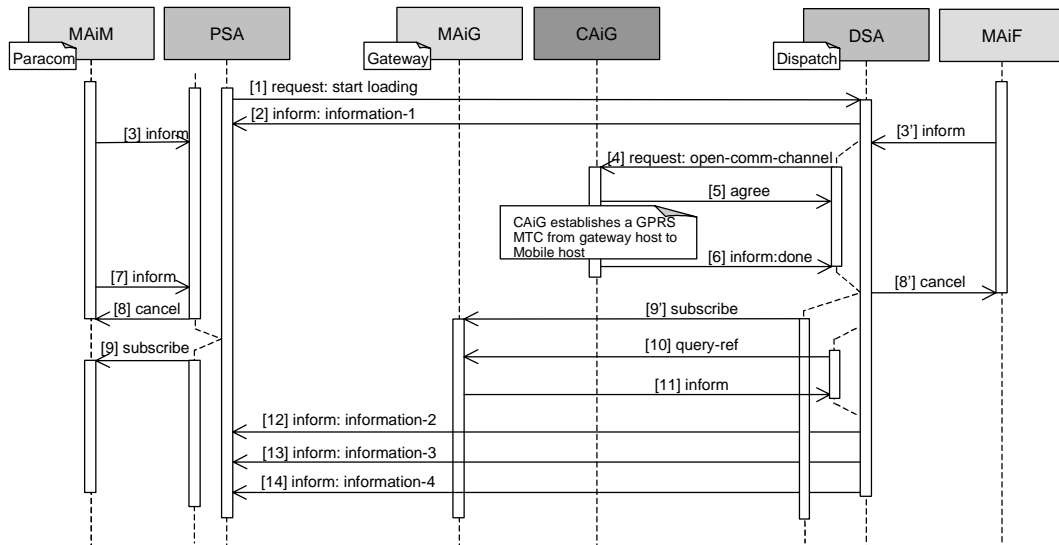 MAiM
PSA
MAiG
CAiG
DSA
MAiF
Paracom
Gateway
Dispatch
[1] request: start loading
[2] inform: information-1
[3] inform
[3’] inform
[4] request: open-comm-channel
[5] agree
CAiG establishes a GPRS
MTC from gateway host to
Mobile host
[6] inform:done
[7] inform
[8’] cancel
[8] cancel
[9’] subscribe
[9] subscribe
[10] query-ref
[11] inform
[12] inform: information-2
[13] inform: information-3
[14] inform: information-4